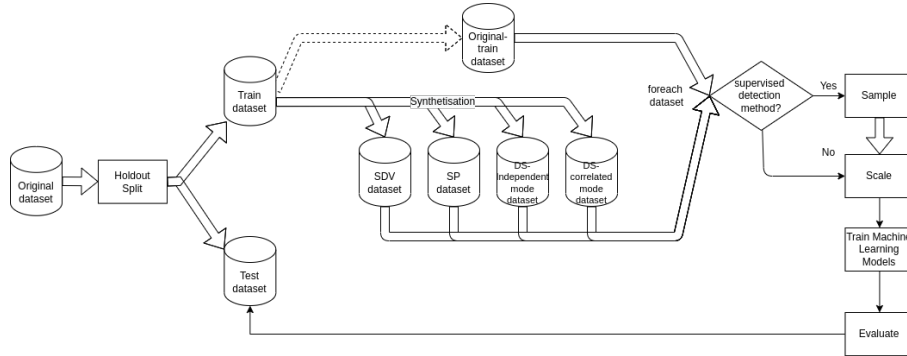 Original-
train
dataset
Train
dataset
foreach
dataset
supervised
detection
method?
Yes
Sample
Synthetisation
No
Original
dataset
Holdout
Split
SDV
dataset
SP
dataset
DS-
Independent
mode
dataset
DS-
correlated
mode dataset
Scale
Train Machine
Learning
Models
Test
dataset
Evaluate